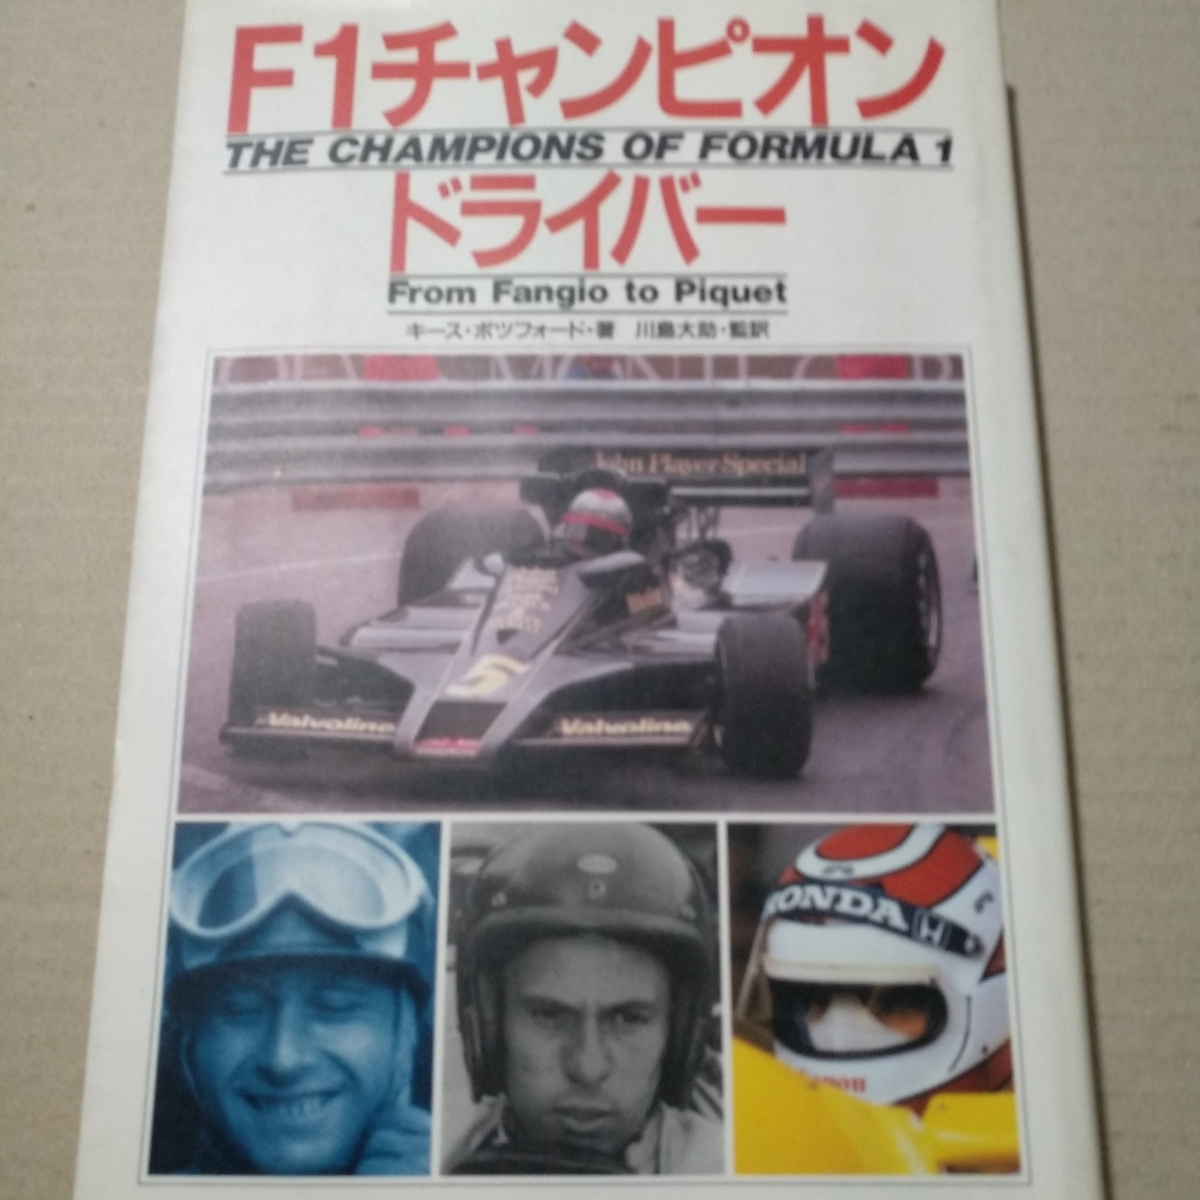 F1チャンピオン
THE CHAMPIONS OF FORMULA 1
ドライバー
From Fangio to Piquet
キース・ボツフォード・著 川島大助・監訳
John Player Special
5
Valvoline
Valvoline
HONDA
Canon